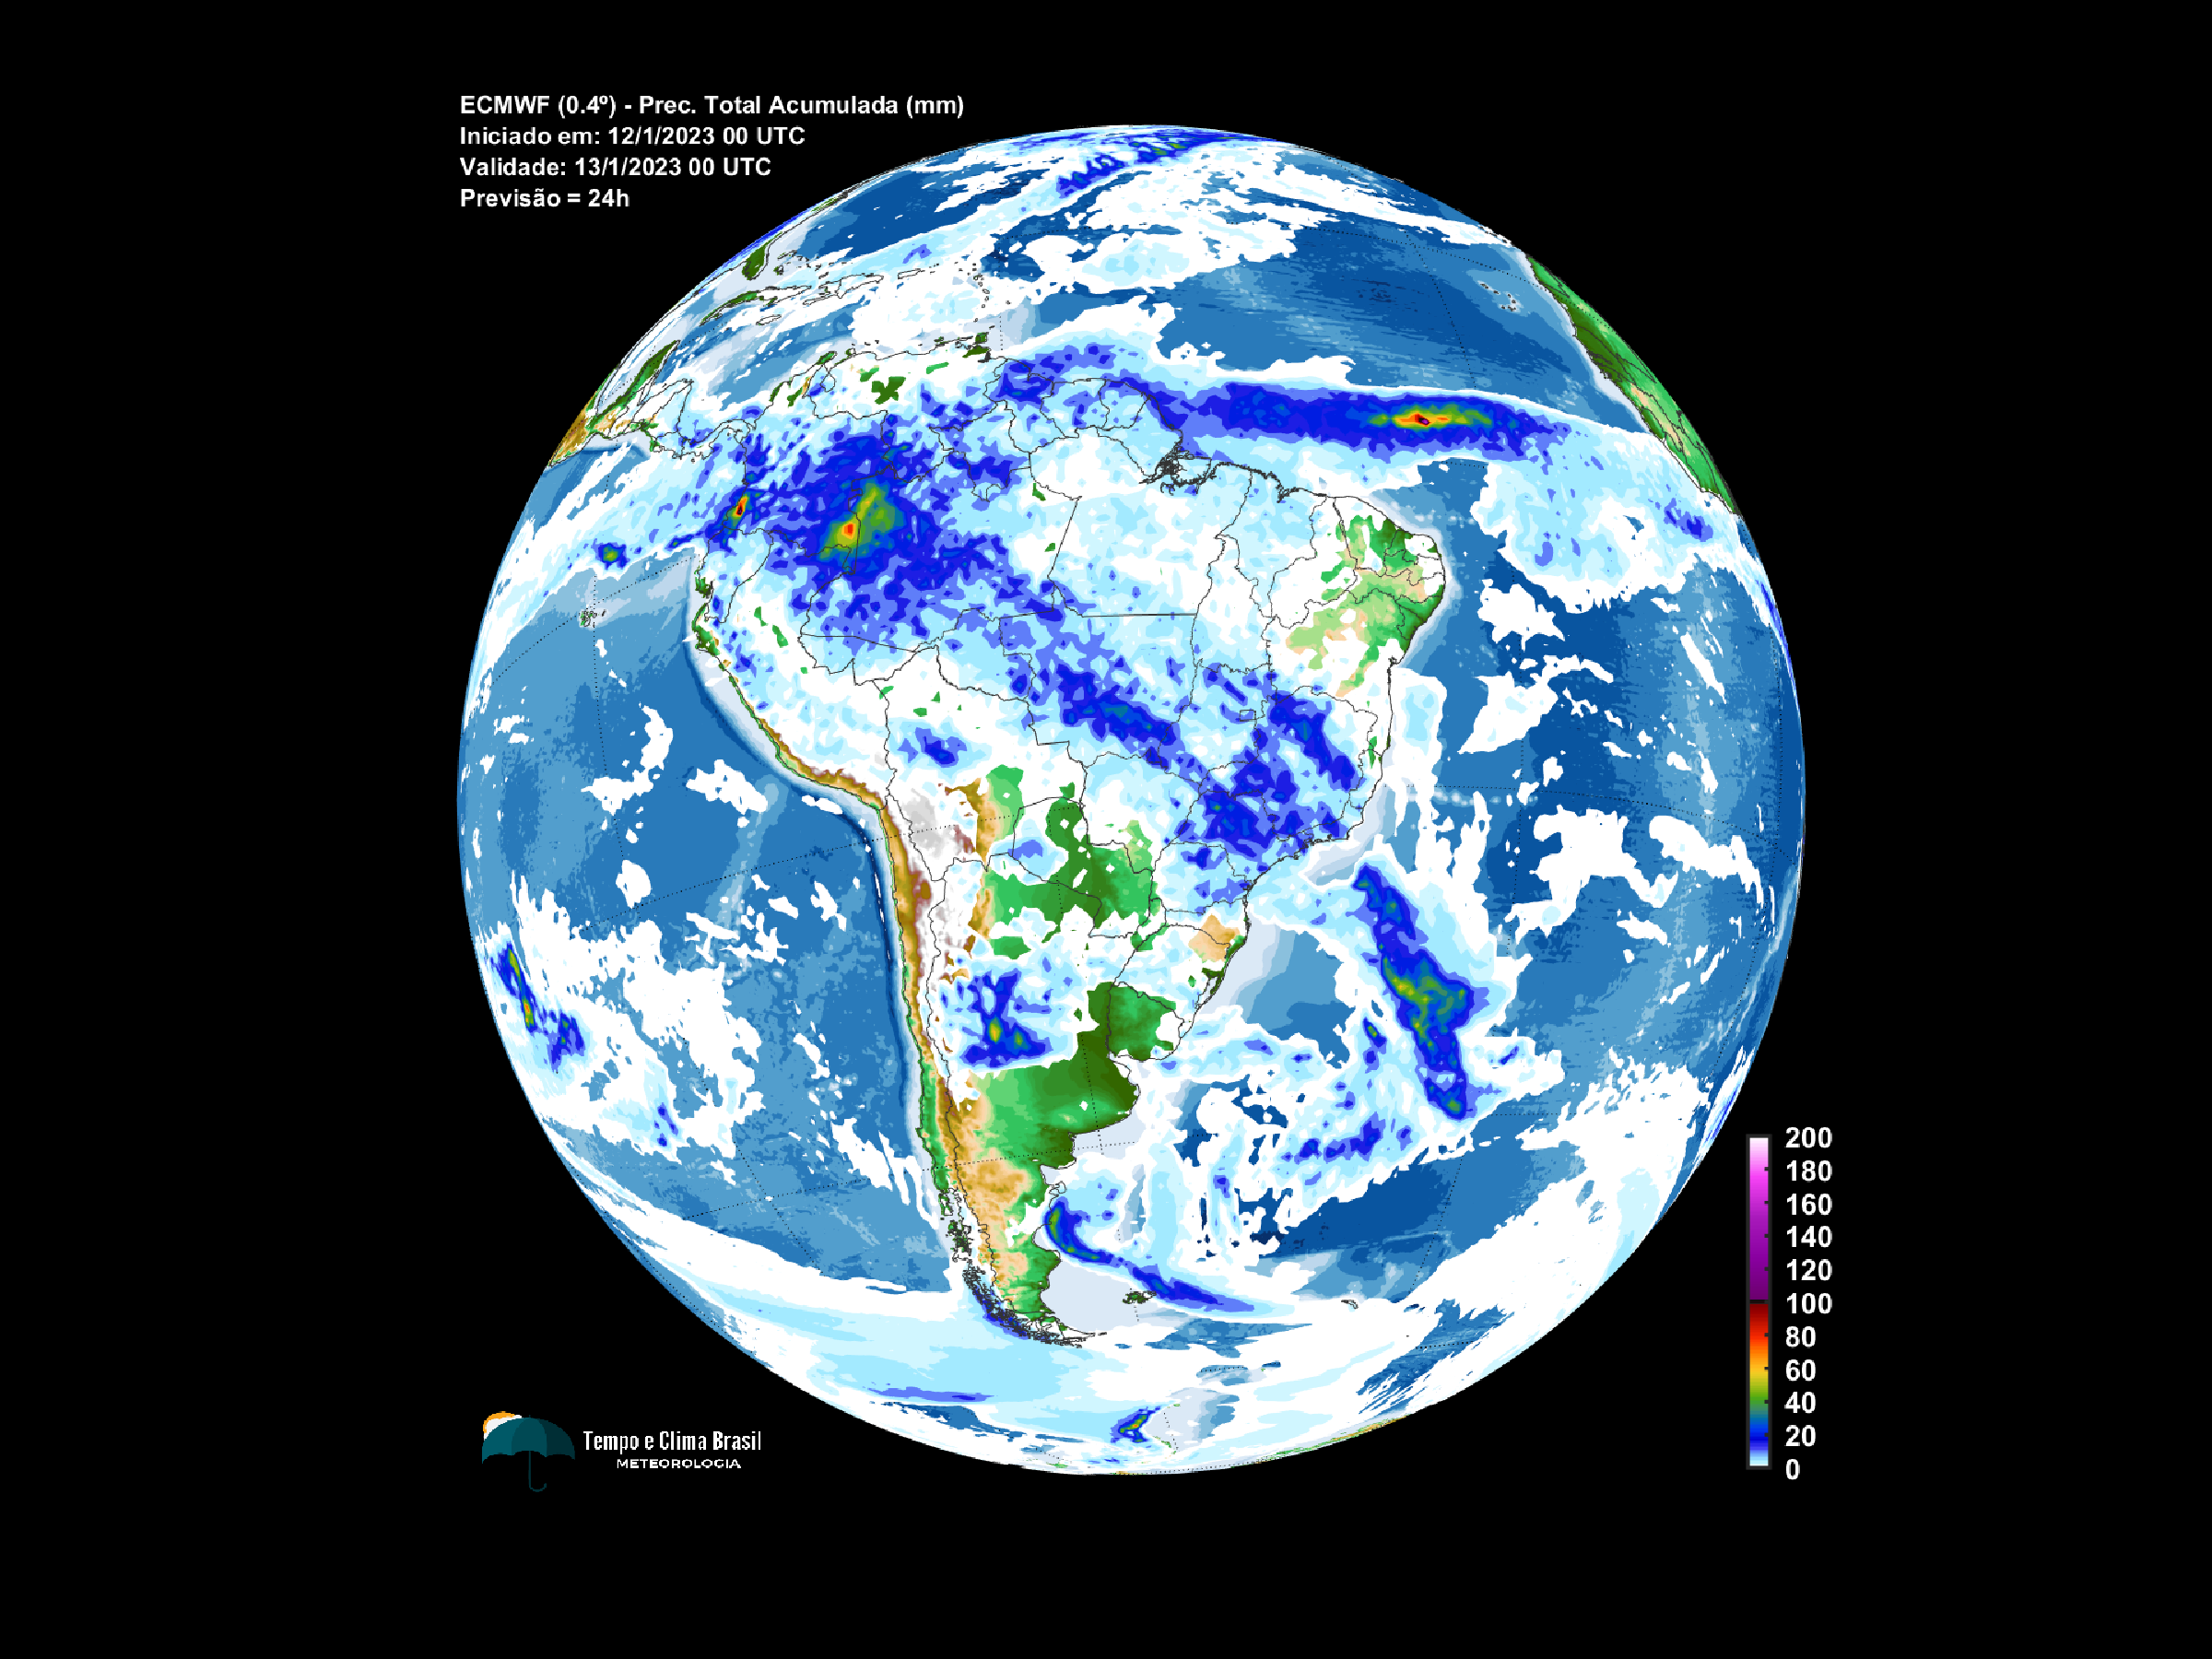 ECMWF (0.4º) - Prec. Total Acumulada (mm)
Iniciado em: 12/1/2023 00 UTC
Validade: 13/1/2023 00 UTC
Previsão = 24h
200
180
160
140
120
100
80
60
40
20
0
Tempo e Clima Brasil
METEOROLOGIA